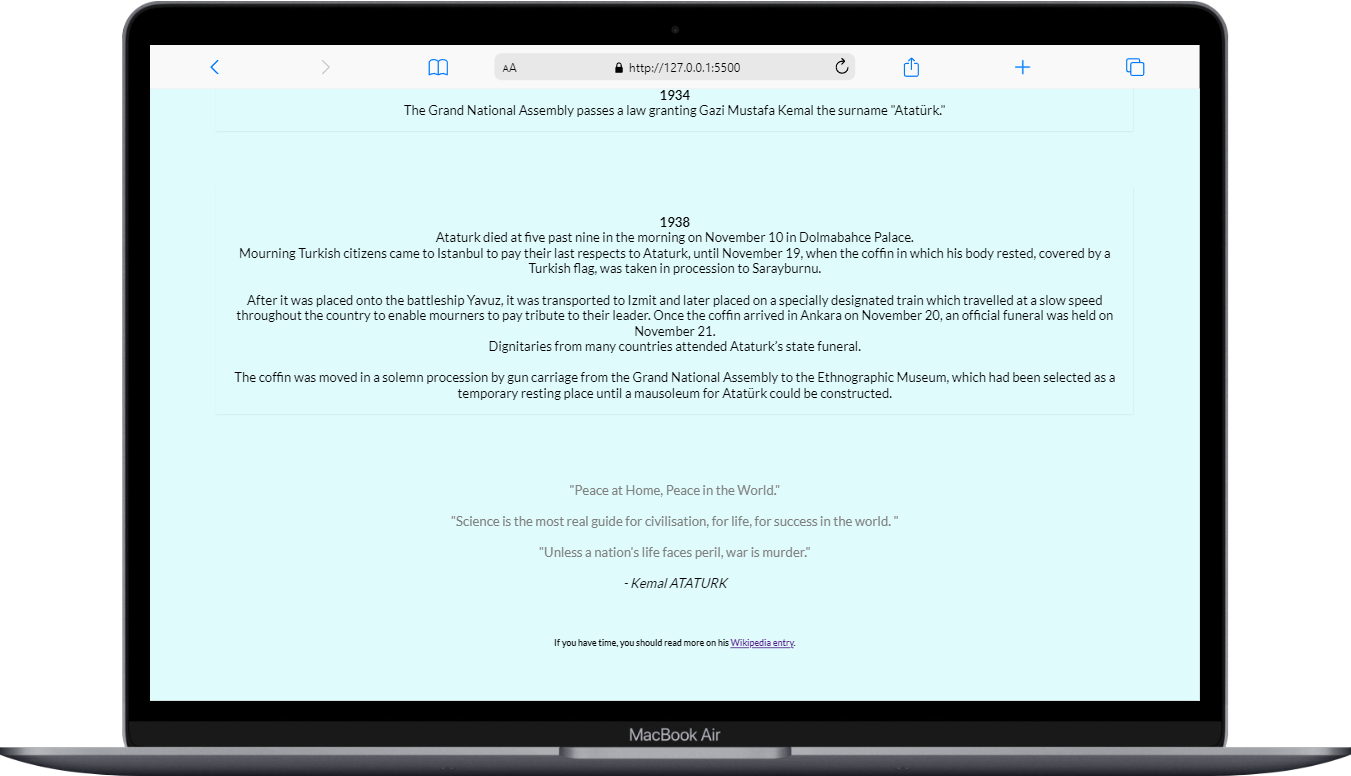 AA
http://127.0.0.1:5500
1934
The Grand National Assembly passes a law granting Gazi Mustafa Kemal the surname "Atatürk."
1938
Ataturk died at five past nine in the morning on November 10 in Dolmabahce Palace.
Mourning Turkish citizens came to Istanbul to pay their last respects to Ataturk, until November 19, when the coffin in which his body rested, covered by a
Turkish flag, was taken in procession to Sarayburnu.
After it was placed onto the battleship Yavuz, it was transported to Izmit and later placed on a specially designated train which travelled at a slow speed
throughout the country to enable mourners to pay tribute to their leader. Once the coffin arrived in Ankara on November 20, an official funeral was held on
November 21.
Dignitaries from many countries attended Ataturk's state funeral.
The coffin was moved in a solemn procession by gun carriage from the Grand National Assembly to the Ethnographic Museum, which had been selected as a
temporary resting place until a mausoleum for Atatürk could be constructed.
"Peace at Home, Peace in the World."
"Science is the most real guide for civilisation, for life, for success in the world. "
"Unless a nation's life faces peril, war is murder."
- Kemal ATATURK
If you have time, you should read more on his Wikipedia entry.
MacBook Air